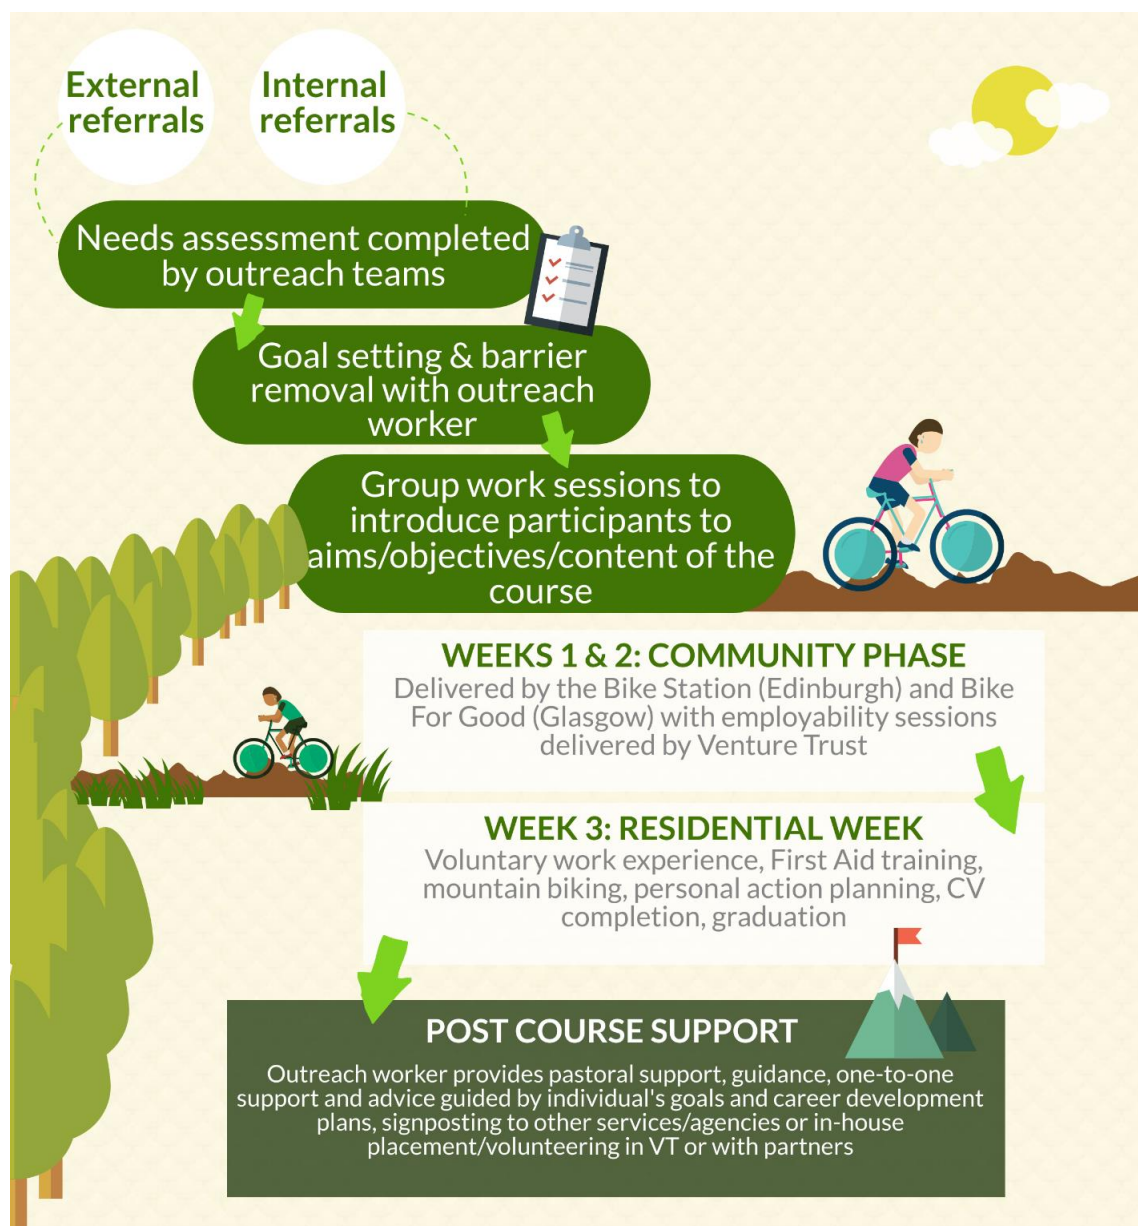 External
referrals
Internal
referrals
Needs assessment completed
by outreach teams
Goal setting & barrier
removal with outreach
worker
Group work sessions to
introduce participants to
aims/objectives/content of the
course
WEEKS 1 & 2: COMMUNITY PHASE
Delivered by the Bike Station (Edinburgh) and Bike
For Good (Glasgow) with employability sessions
delivered by Venture Trust
WEEK 3: RESIDENTIAL WEEK
Voluntary work experience, First Aid training,
mountain biking, personal action planning, CV
completion, graduation
POST COURSE SUPPORT
Outreach worker provides pastoral support, guidance, one-to-one
support and advice guided by individual's goals and career development
plans, signposting to other services/agencies or in-house
placement/volunteering in VT or with partners